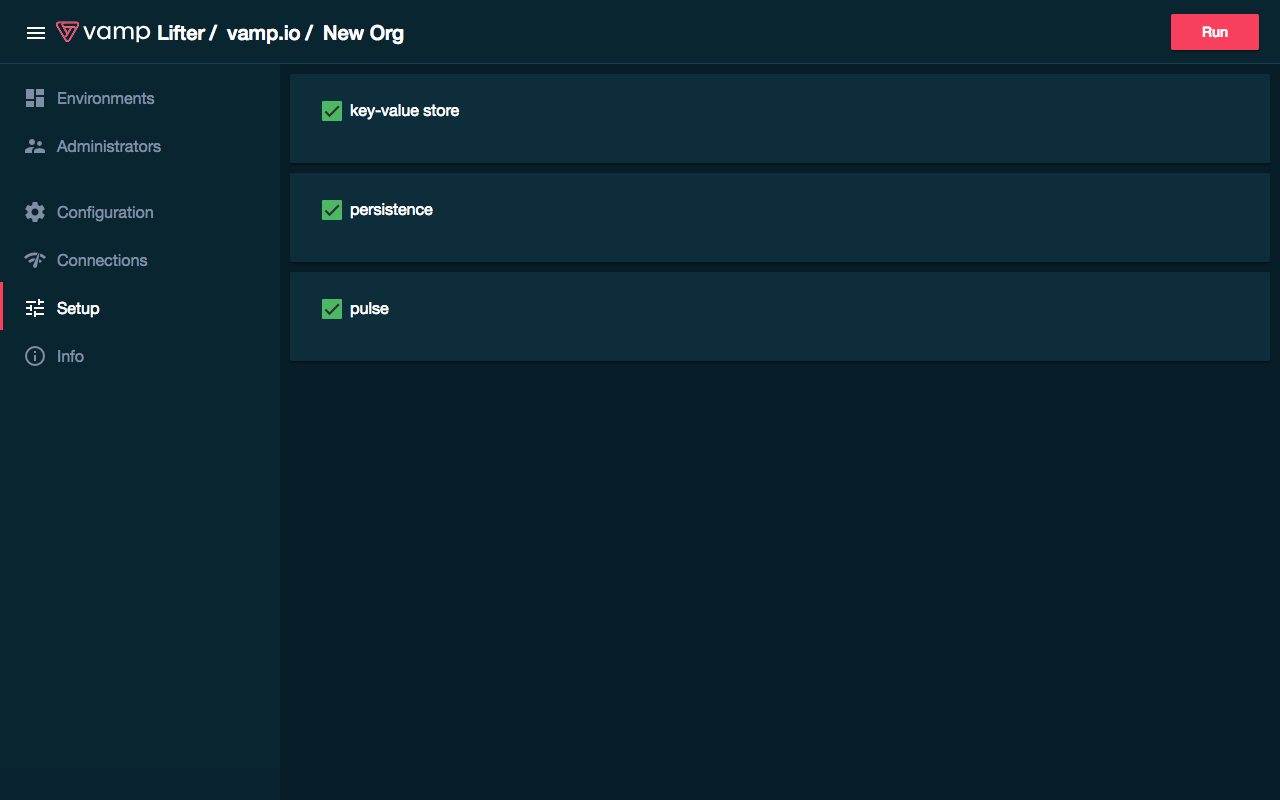 vamp Lifter / vamp.io / New Org
Run
Environments
Administrators
Configuration
Connections
Setup
Info
key-value store
persistence
pulse